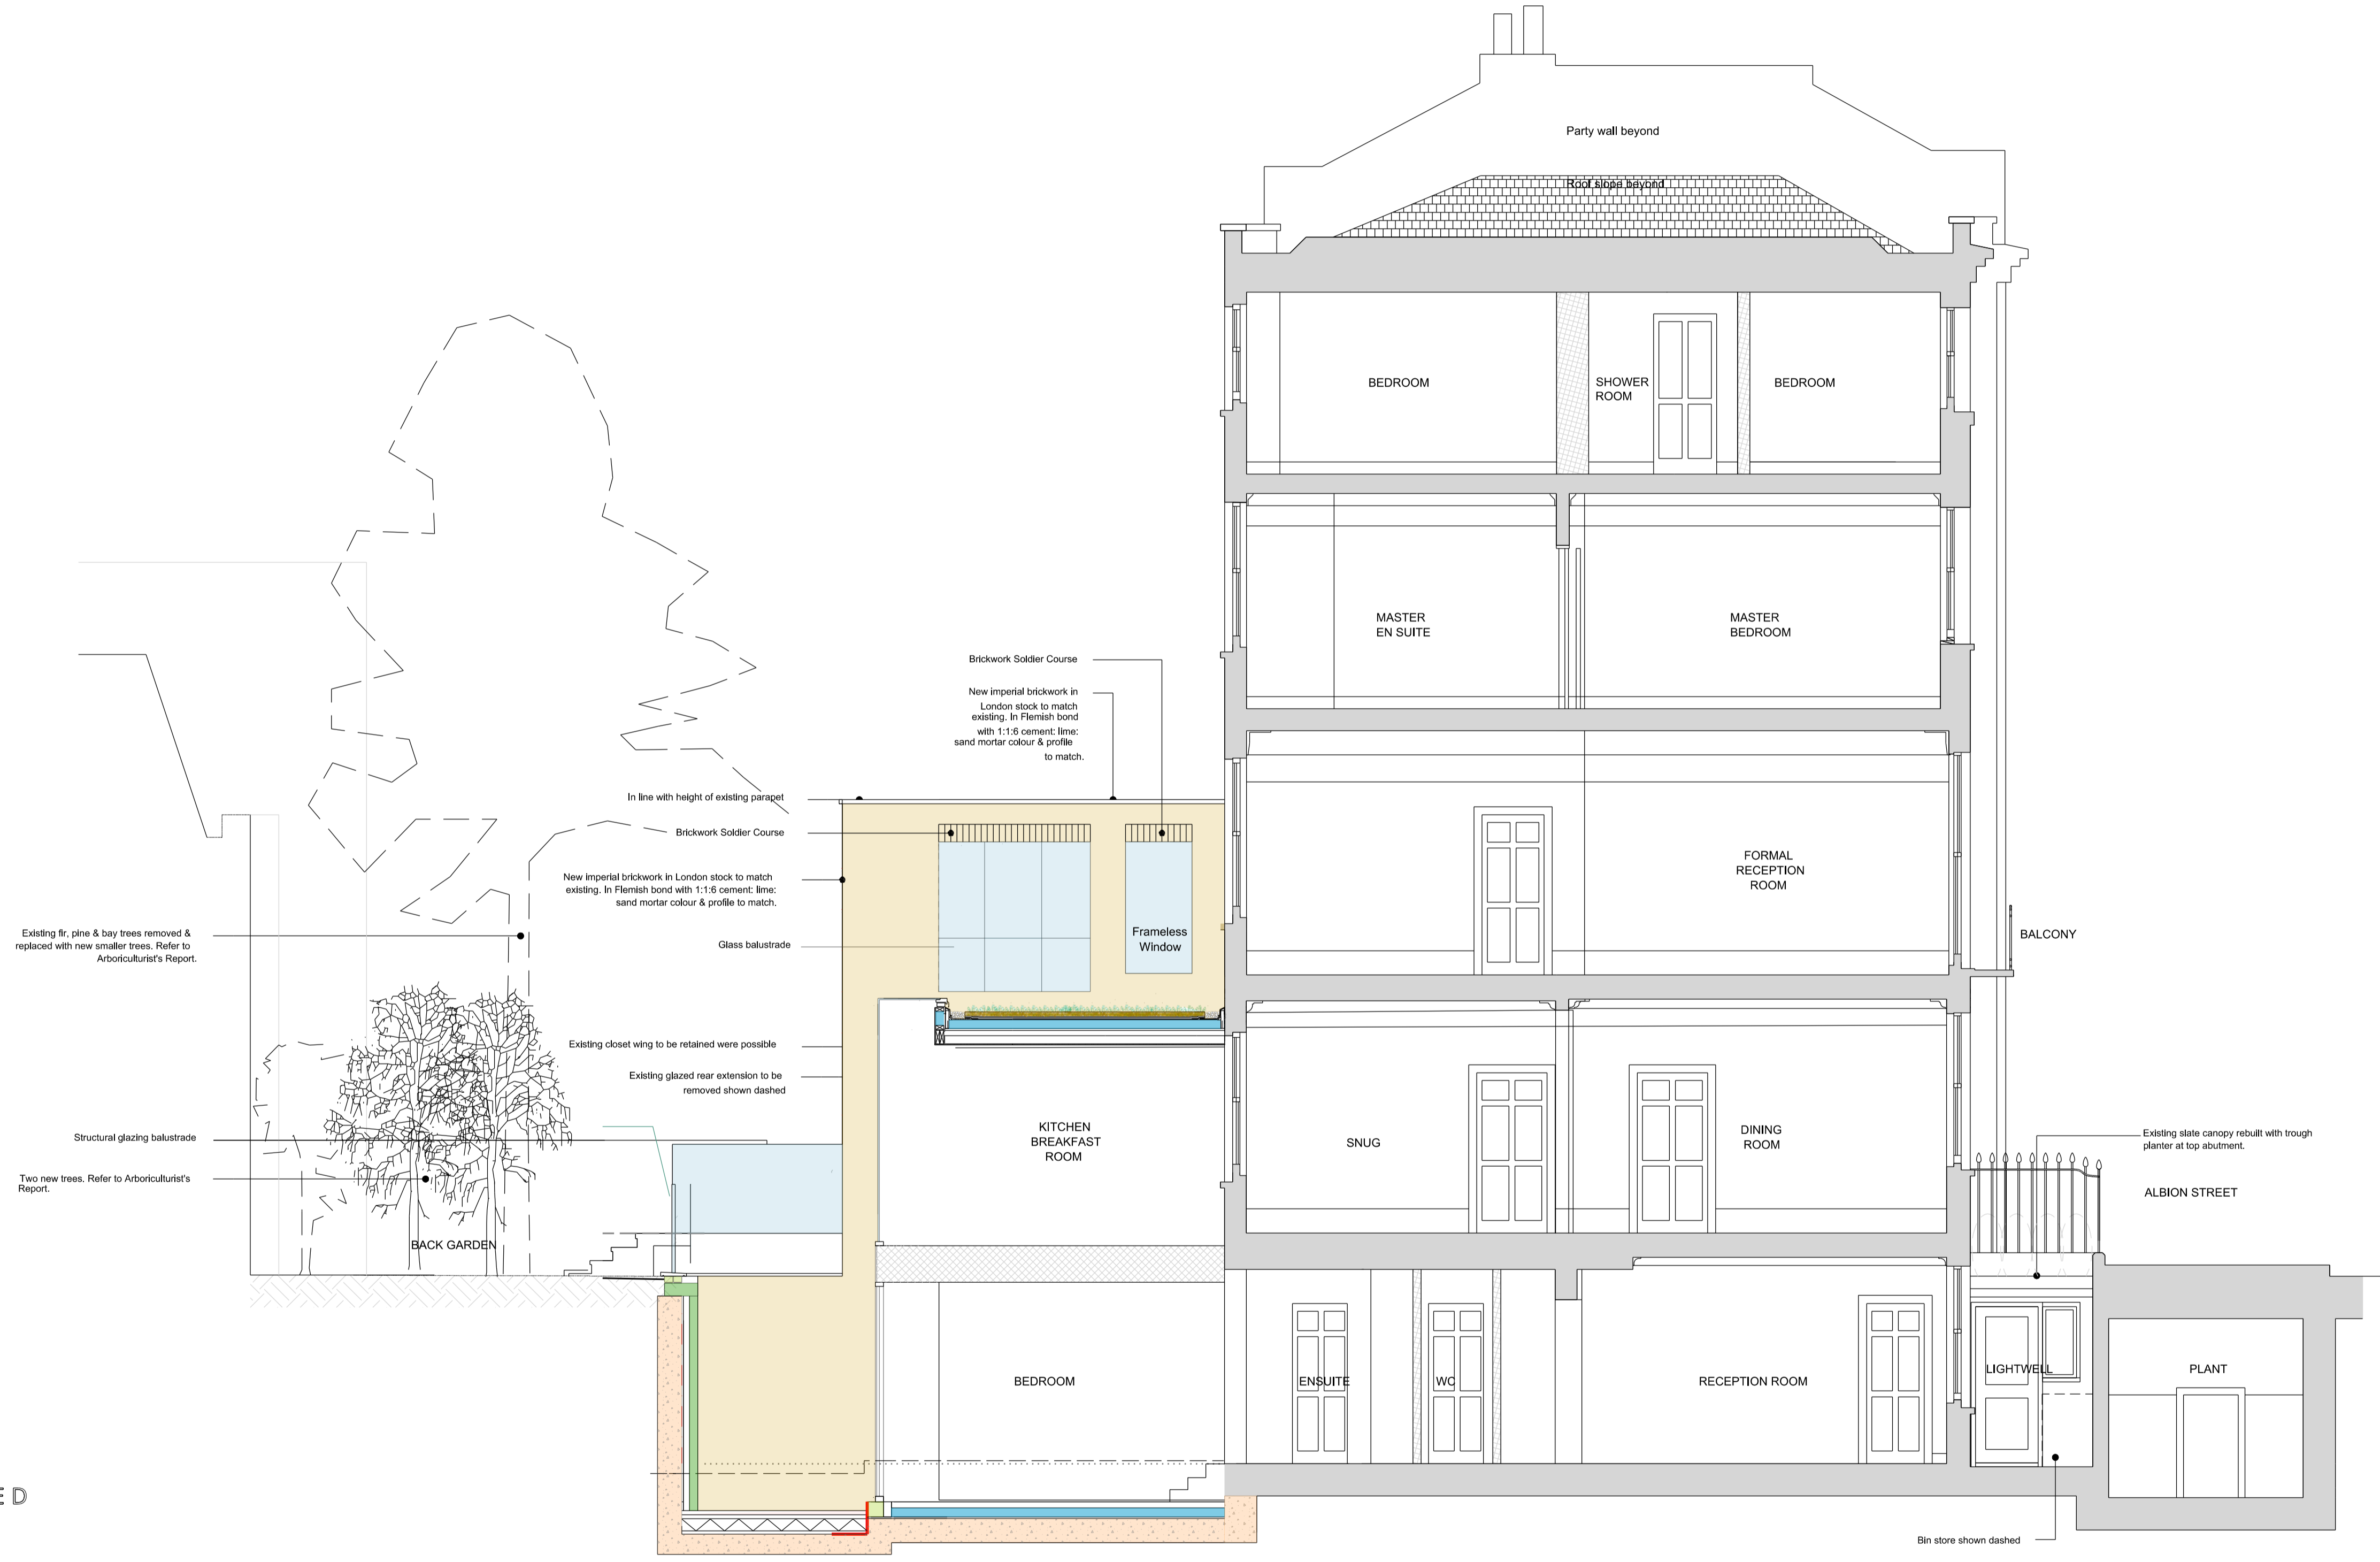 Party wall beyond
Roof slope beyond
BEDROOM
SHOWER
ROOM
BEDROOM
MASTER
EN SUITE
MASTER
BEDROOM
Brickwork Soldier Course
New imperial brickwork in
London stock to match
existing. In Flemish bond
with 1:1:6 cement: lime:
sand mortar colour & profile
to match.
In line with height of existing parapet
Brickwork Soldier Course
New imperial brickwork in London stock to match
existing. In Flemish bond with 1:1:6 cement: lime:
sand mortar colour & profile to match.
Glass balustrade
Frameless
Window
FORMAL
RECEPTION
ROOM
BALCONY
Existing fir, pine & bay trees removed &
replaced with new smaller trees. Refer to
Arboriculturist's Report.
Existing closet wing to be retained were possible
Existing glazed rear extension to be
removed shown dashed
Structural glazing balustrade
Two new trees. Refer to Arboriculturist's
Report.
BACK GARDEN
KITCHEN
BREAKFAST
ROOM
SNUG
DINING
ROOM
Existing slate canopy rebuilt with trough
planter at top abutment.
ALBION STREET
BEDROOM
ENSUITE
WC
RECEPTION ROOM
LIGHTWELL
PLANT
Bin store shown dashed